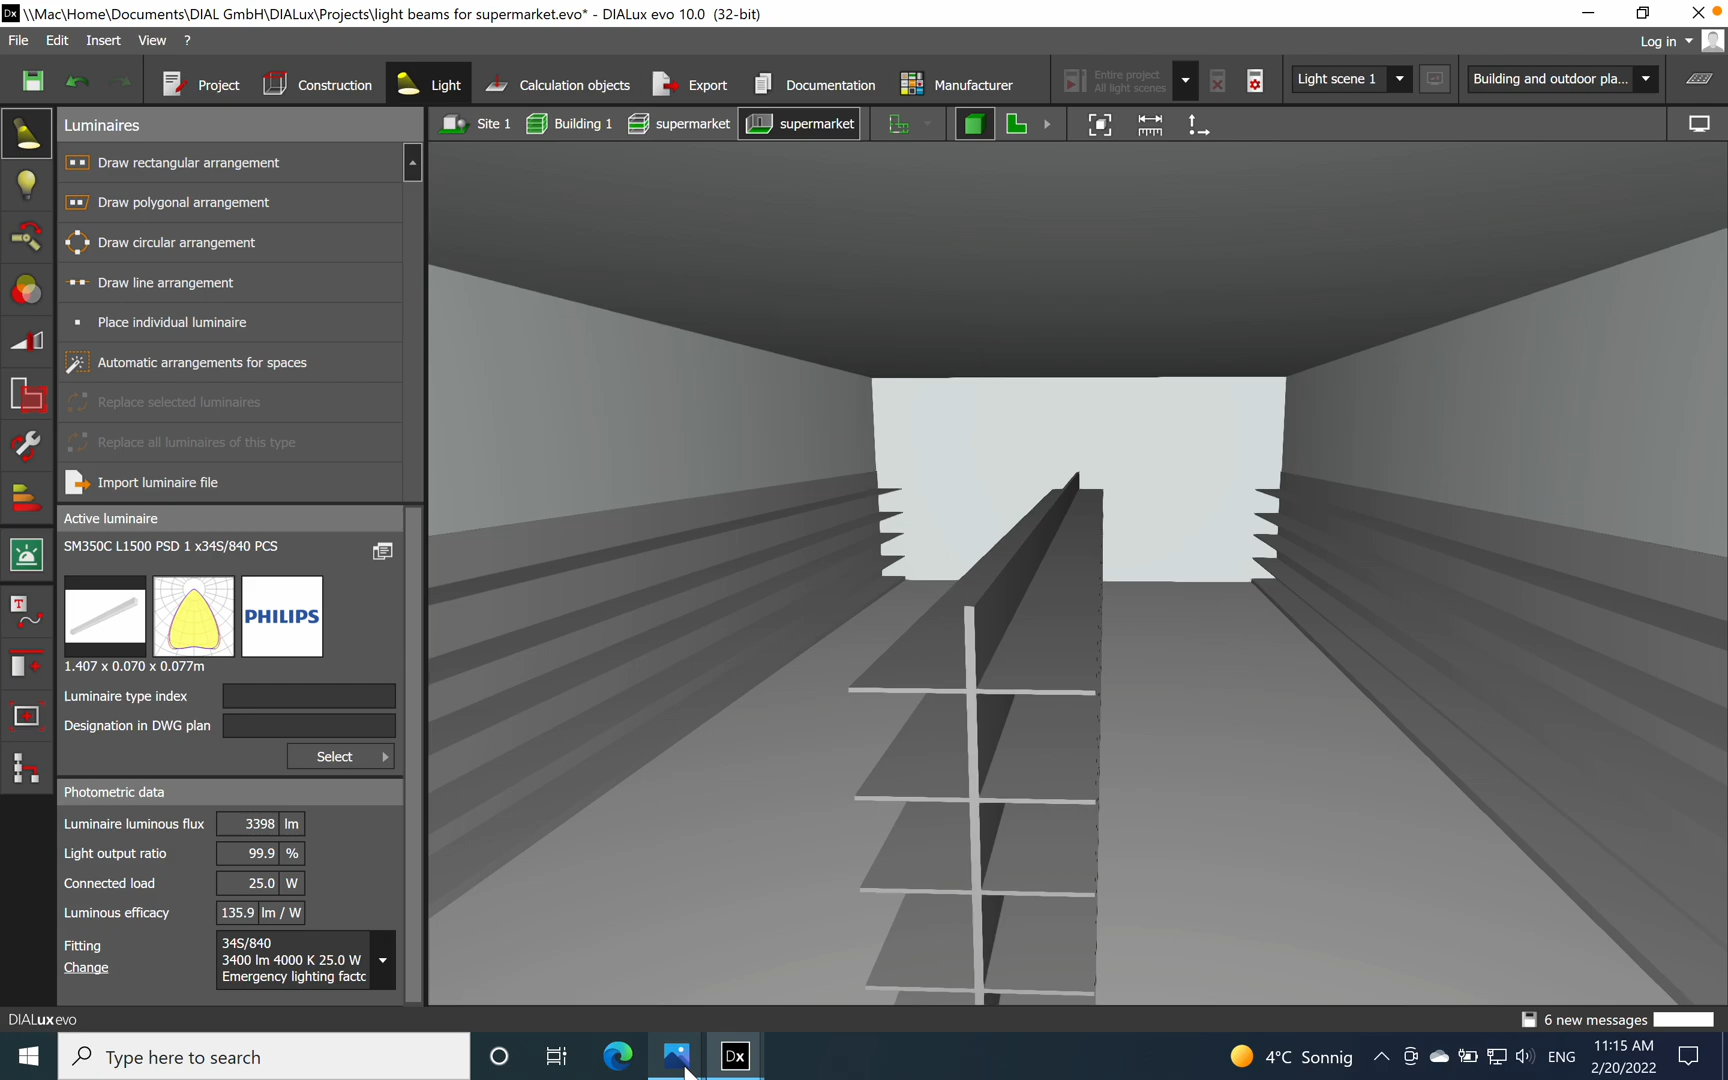 Dx \\Mac\Home\Documents\DIAL GmbH\DIALux\Projects\light beams for supermarket.evo* - DIALux evo 10.0 (32-bit)
File Edit Insert View ?
Log in
Project Construction Light Calculation objects Export Documentation Manufacturer
Entire project
All light scenes
Light scene 1
Building and outdoor pla...
Luminaires
Site 1 Building 1 supermarket supermarket
Draw rectangular arrangement
Draw polygonal arrangement
Draw circular arrangement
Draw line arrangement
Place individual luminaire
Automatic arrangements for spaces
Replace selected luminaires
Replace all luminaires of this type
Import luminaire file
Active luminaire
SM350C L1500 PSD 1 x34S/840 PCS
PHILIPS
1.407 x 0.070 x 0.077m
Luminaire type index
Designation in DWG plan
Select
Photometric data
Luminaire luminous flux 3398 lm
Light output ratio 99.9 %
Connected load 25.0 W
Luminous efficacy 135.9 lm / W
Fitting
Change
34S/840
3400 lm 4000 K 25.0 W
Emergency lighting factc
T
DIALux evo
6 new messages
Type here to search
Dx
4°C Sonnig
ENG
11:15 AM
2/20/2022